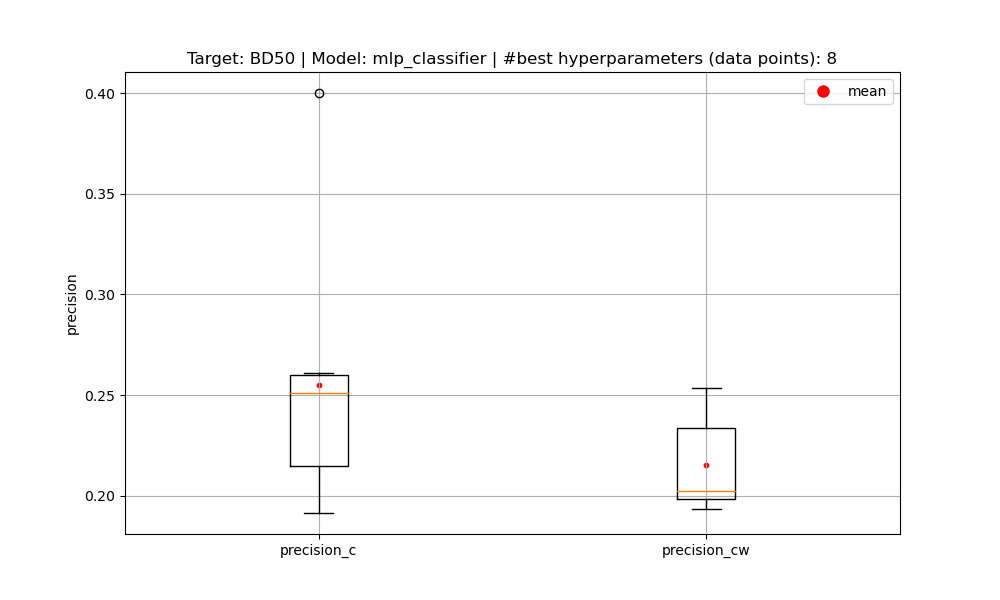 Target: BD50 | Model: mlp_classifier | #best hyperparameters (data points): 8
mean
0.40
0.35
0.30
0.25
0.20
precision
precision_c
precision_cw